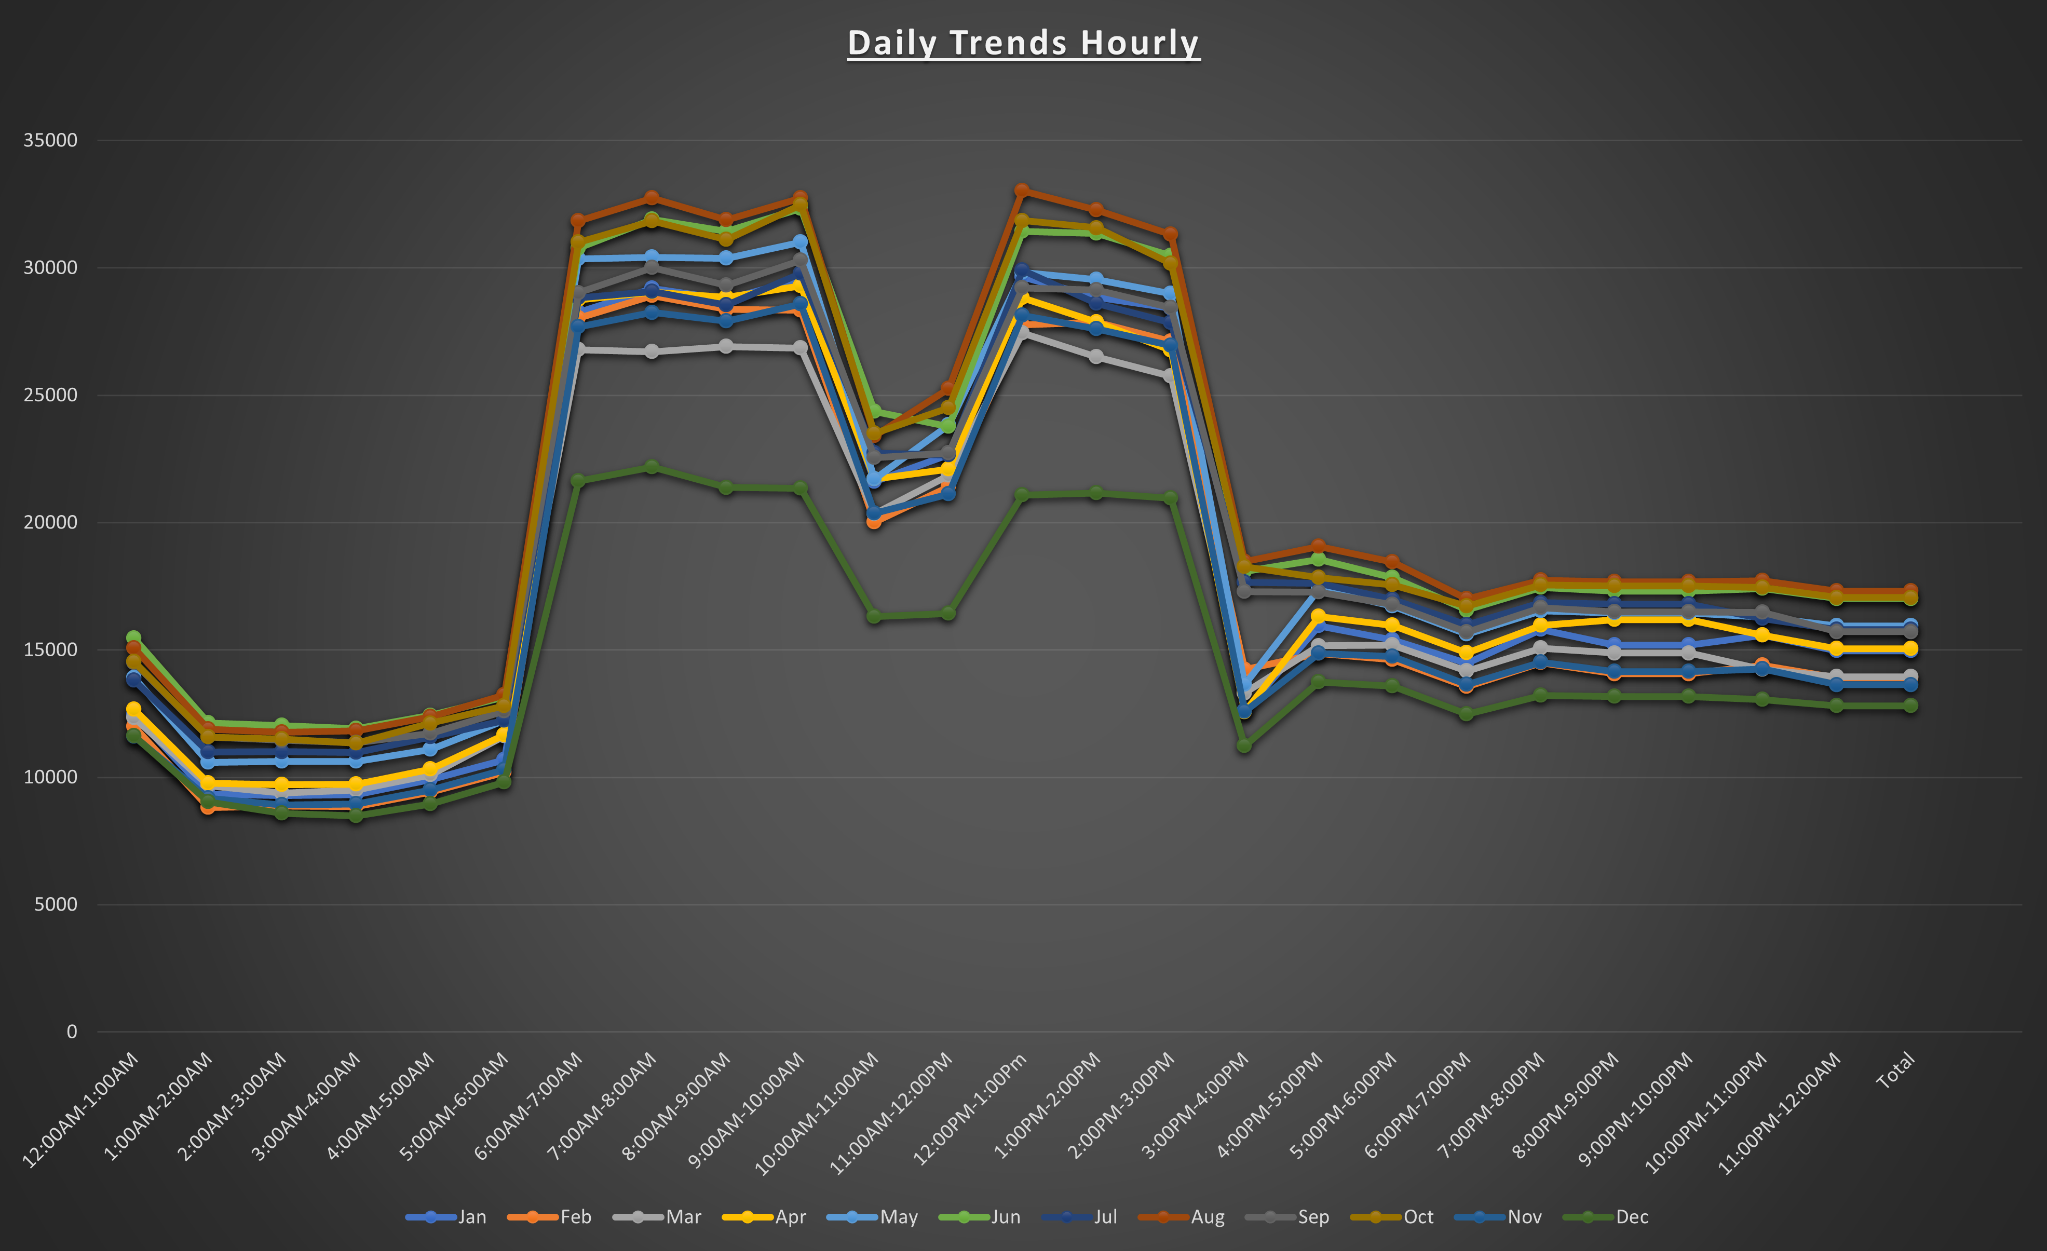 Daily Trends Hourly
35000
30000
25000
20000
15000
10000
5000
0
12:00AM-1:00AM
1:00AM-2:00AM
2:00AM-3:00AM
3:00AM-4:00AM
4:00AM-5:00AM
5:00AM-6:00AM
6:00AM-7:00AM
7:00AM-8:00AM
8:00AM-9:00AM
9:00AM-10:00AM
10:00AM-11:00AM
11:00AM-12:00PM
12:00PM-1:00Pm
1:00PM-2:00PM
2:00PM-3:00PM
3:00PM-4:00PM
4:00PM-5:00PM
5:00PM-6:00PM
6:00PM-7:00PM
7:00PM-8:00PM
8:00PM-9:00PM
9:00PM-10:00PM
10:00PM-11:00PM
11:00PM-12:00AM
Total
Jan Feb Mar Apr May Jun Jul Aug Sep Oct Nov Dec